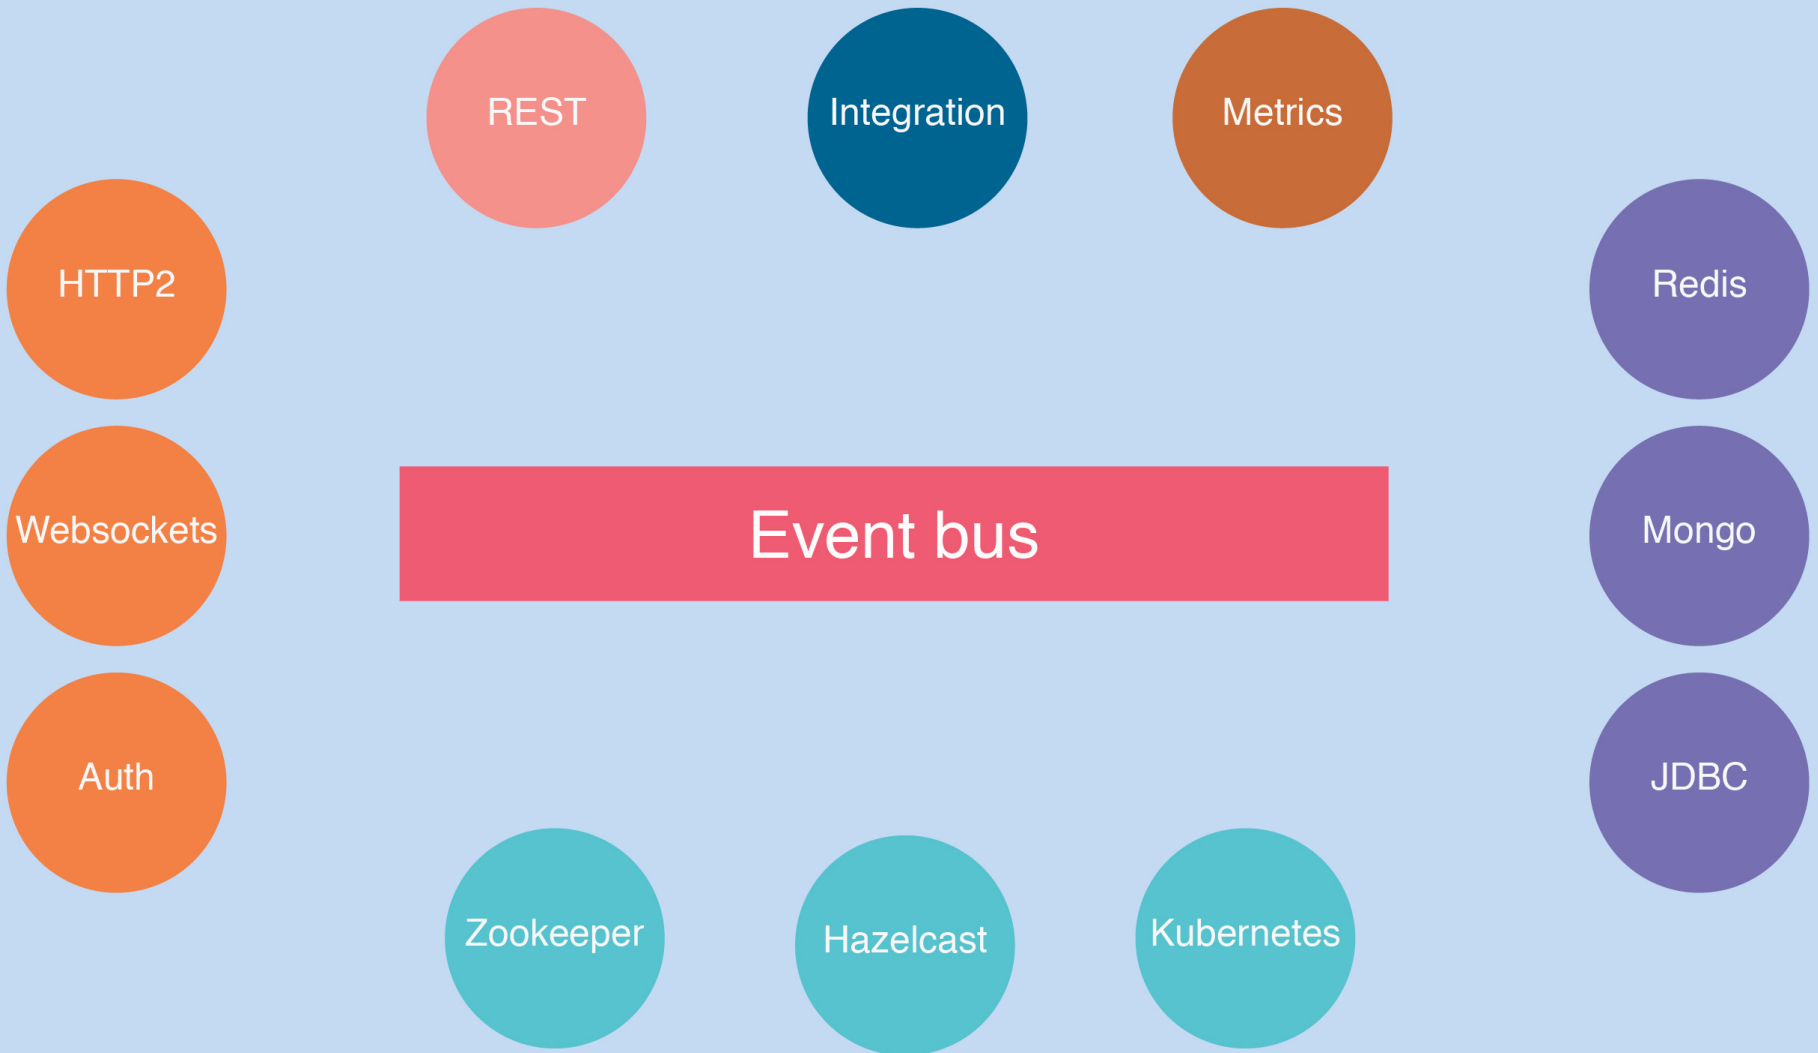 REST
Integration
Metrics
HTTP2
Redis
Websockets
Event bus
Mongo
Auth
JDBC
Zookeeper
Hazelcast
Kubernetes